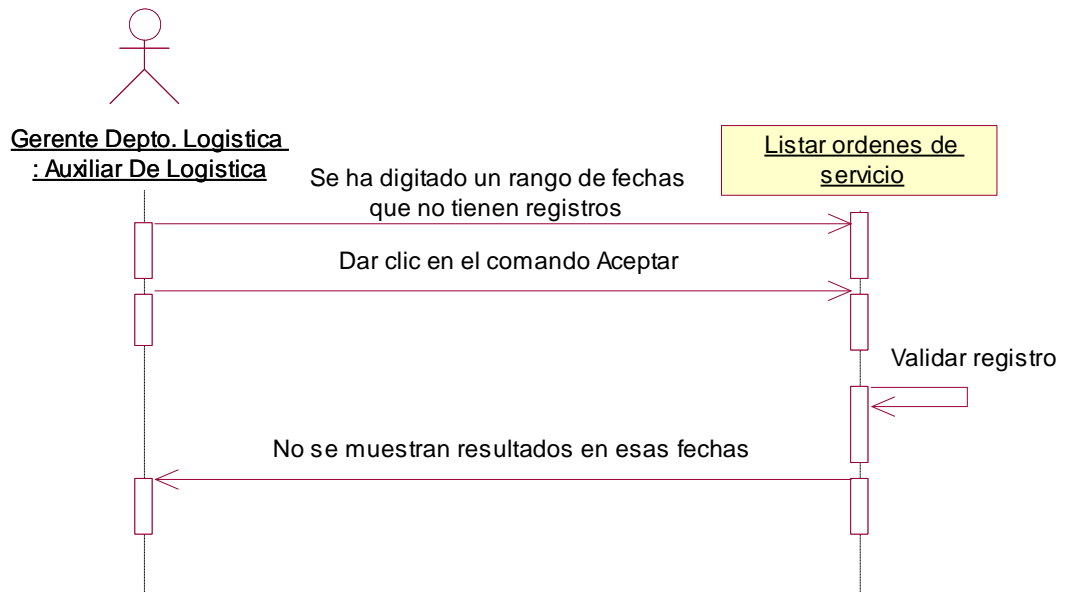 Gerente Depto. Logistica
: Auxiliar De Logistica
Listar ordenes de
servicio
Se ha digitado un rango de fechas
que no tienen registros
Dar clic en el comando Aceptar
Validar registro
No se muestran resultados en esas fechas